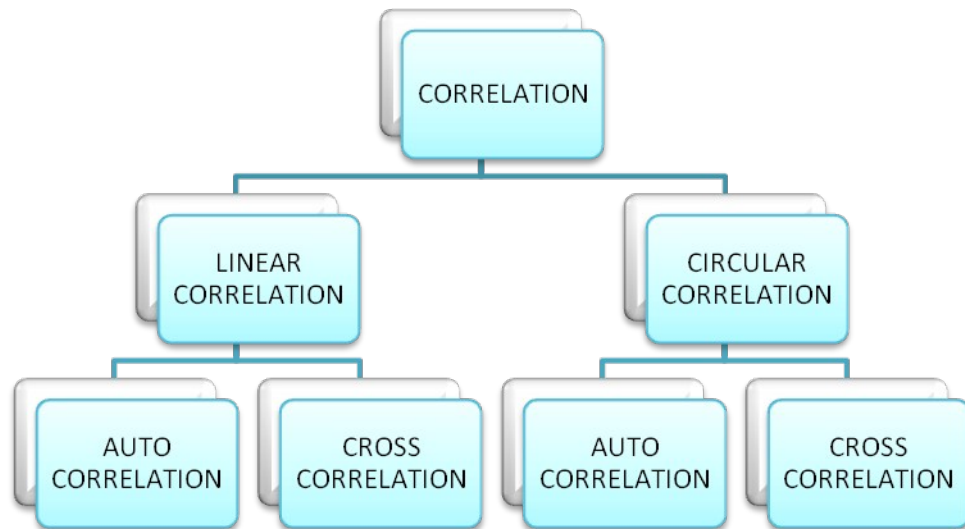 CORRELATION
LINEAR
CORRELATION
CIRCULAR
CORRELATION
AUTO
CORRELATION
CROSS
CORRELATION
AUTO
CORRELATION
CROSS
CORRELATION